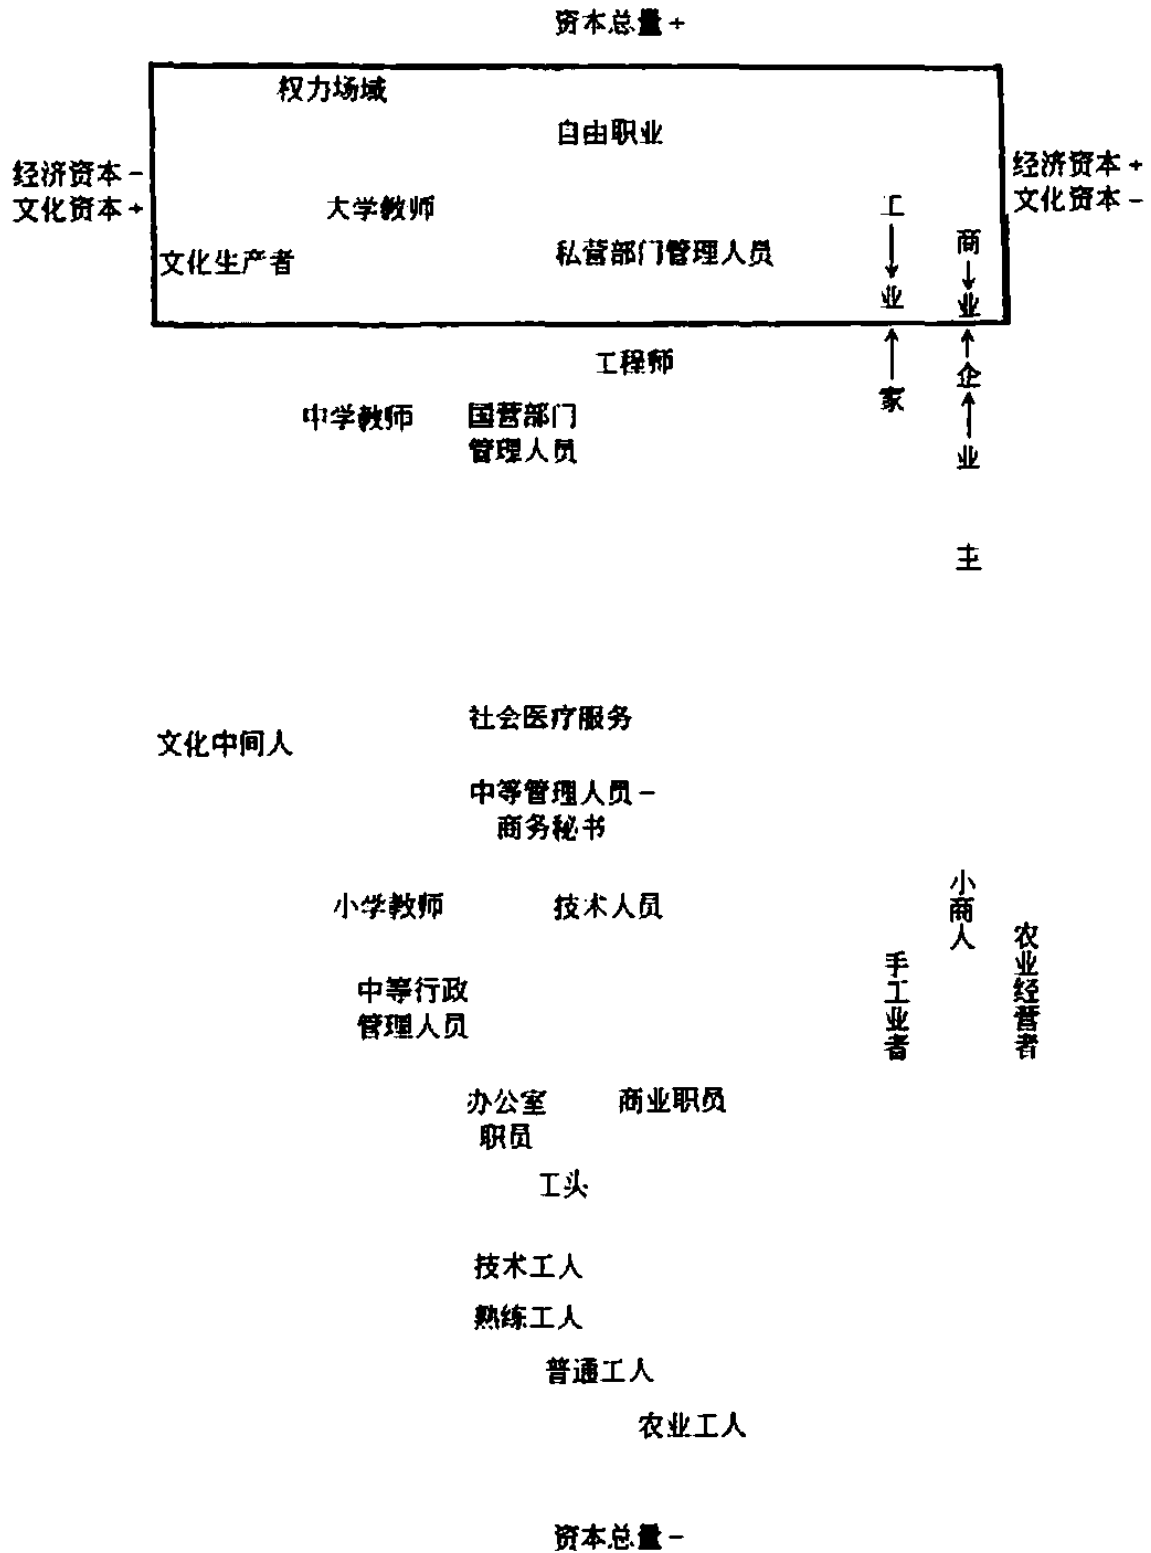 资本总量+
权力场域
自由职业
经济资本-
文化资本+
经济资本+
文化资本-
大学教师
文化生产者
私营部门管理人员
工业家
商业企业主
工程师
中学教师
国营部门
管理人员
社会医疗服务
文化中间人
中等管理人员-
商务秘书
小学教师
技术人员
小商人
农业经营者
手工业者
中等行政
管理人员
办公室
职员
商业职员
工头
技术工人
熟练工人
普通工人
农业工人
资本总量-